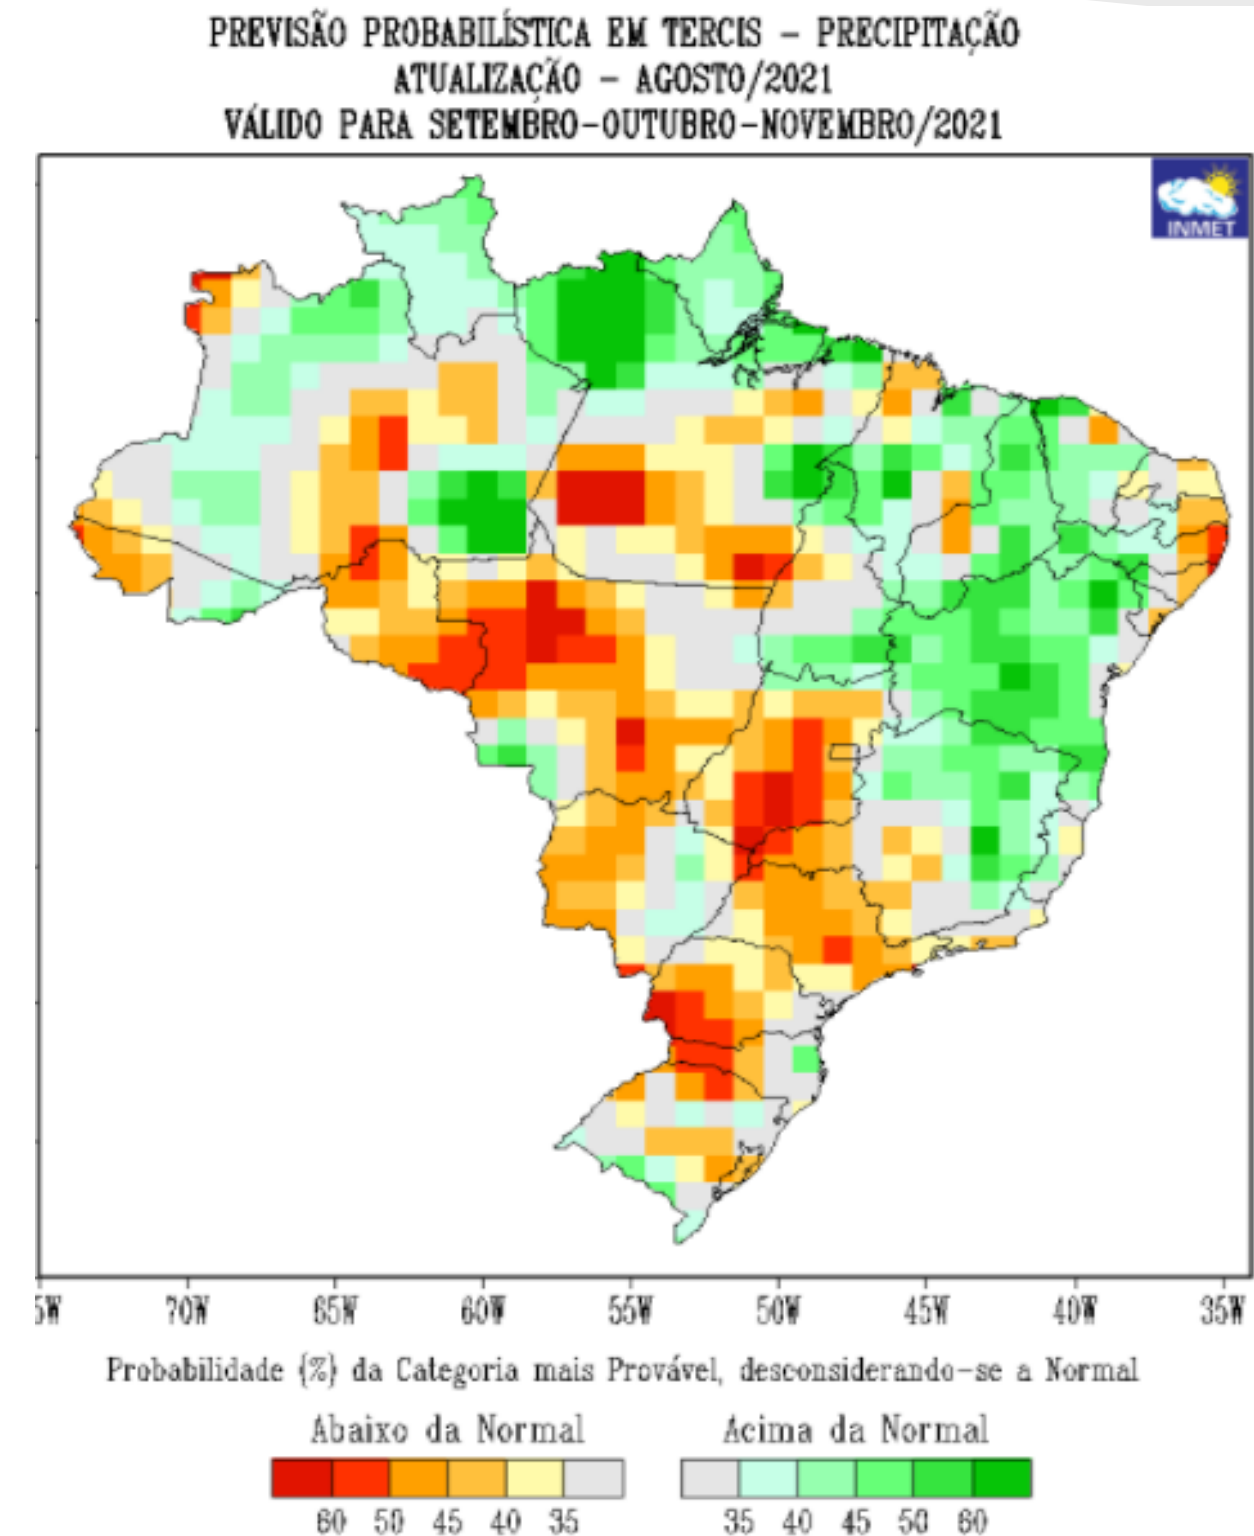 PREVISÃO PROBABILÍSTICA EM TERCIS – PRECIPITAÇÃO
ATUALIZAÇÃO – AGOSTO/2021
VÁLIDO PARA SETEMBRO-OUTUBRO-NOVEMBRO/2021
INMET
5W 70W 65W 60W 55W 50W 45W 40W 35W
Probabilidade (%) da Categoria mais Provável, desconsiderando-se a Normal
Abaixo da Normal Acima da Normal
60 50 45 40 35 35 40 45 50 60